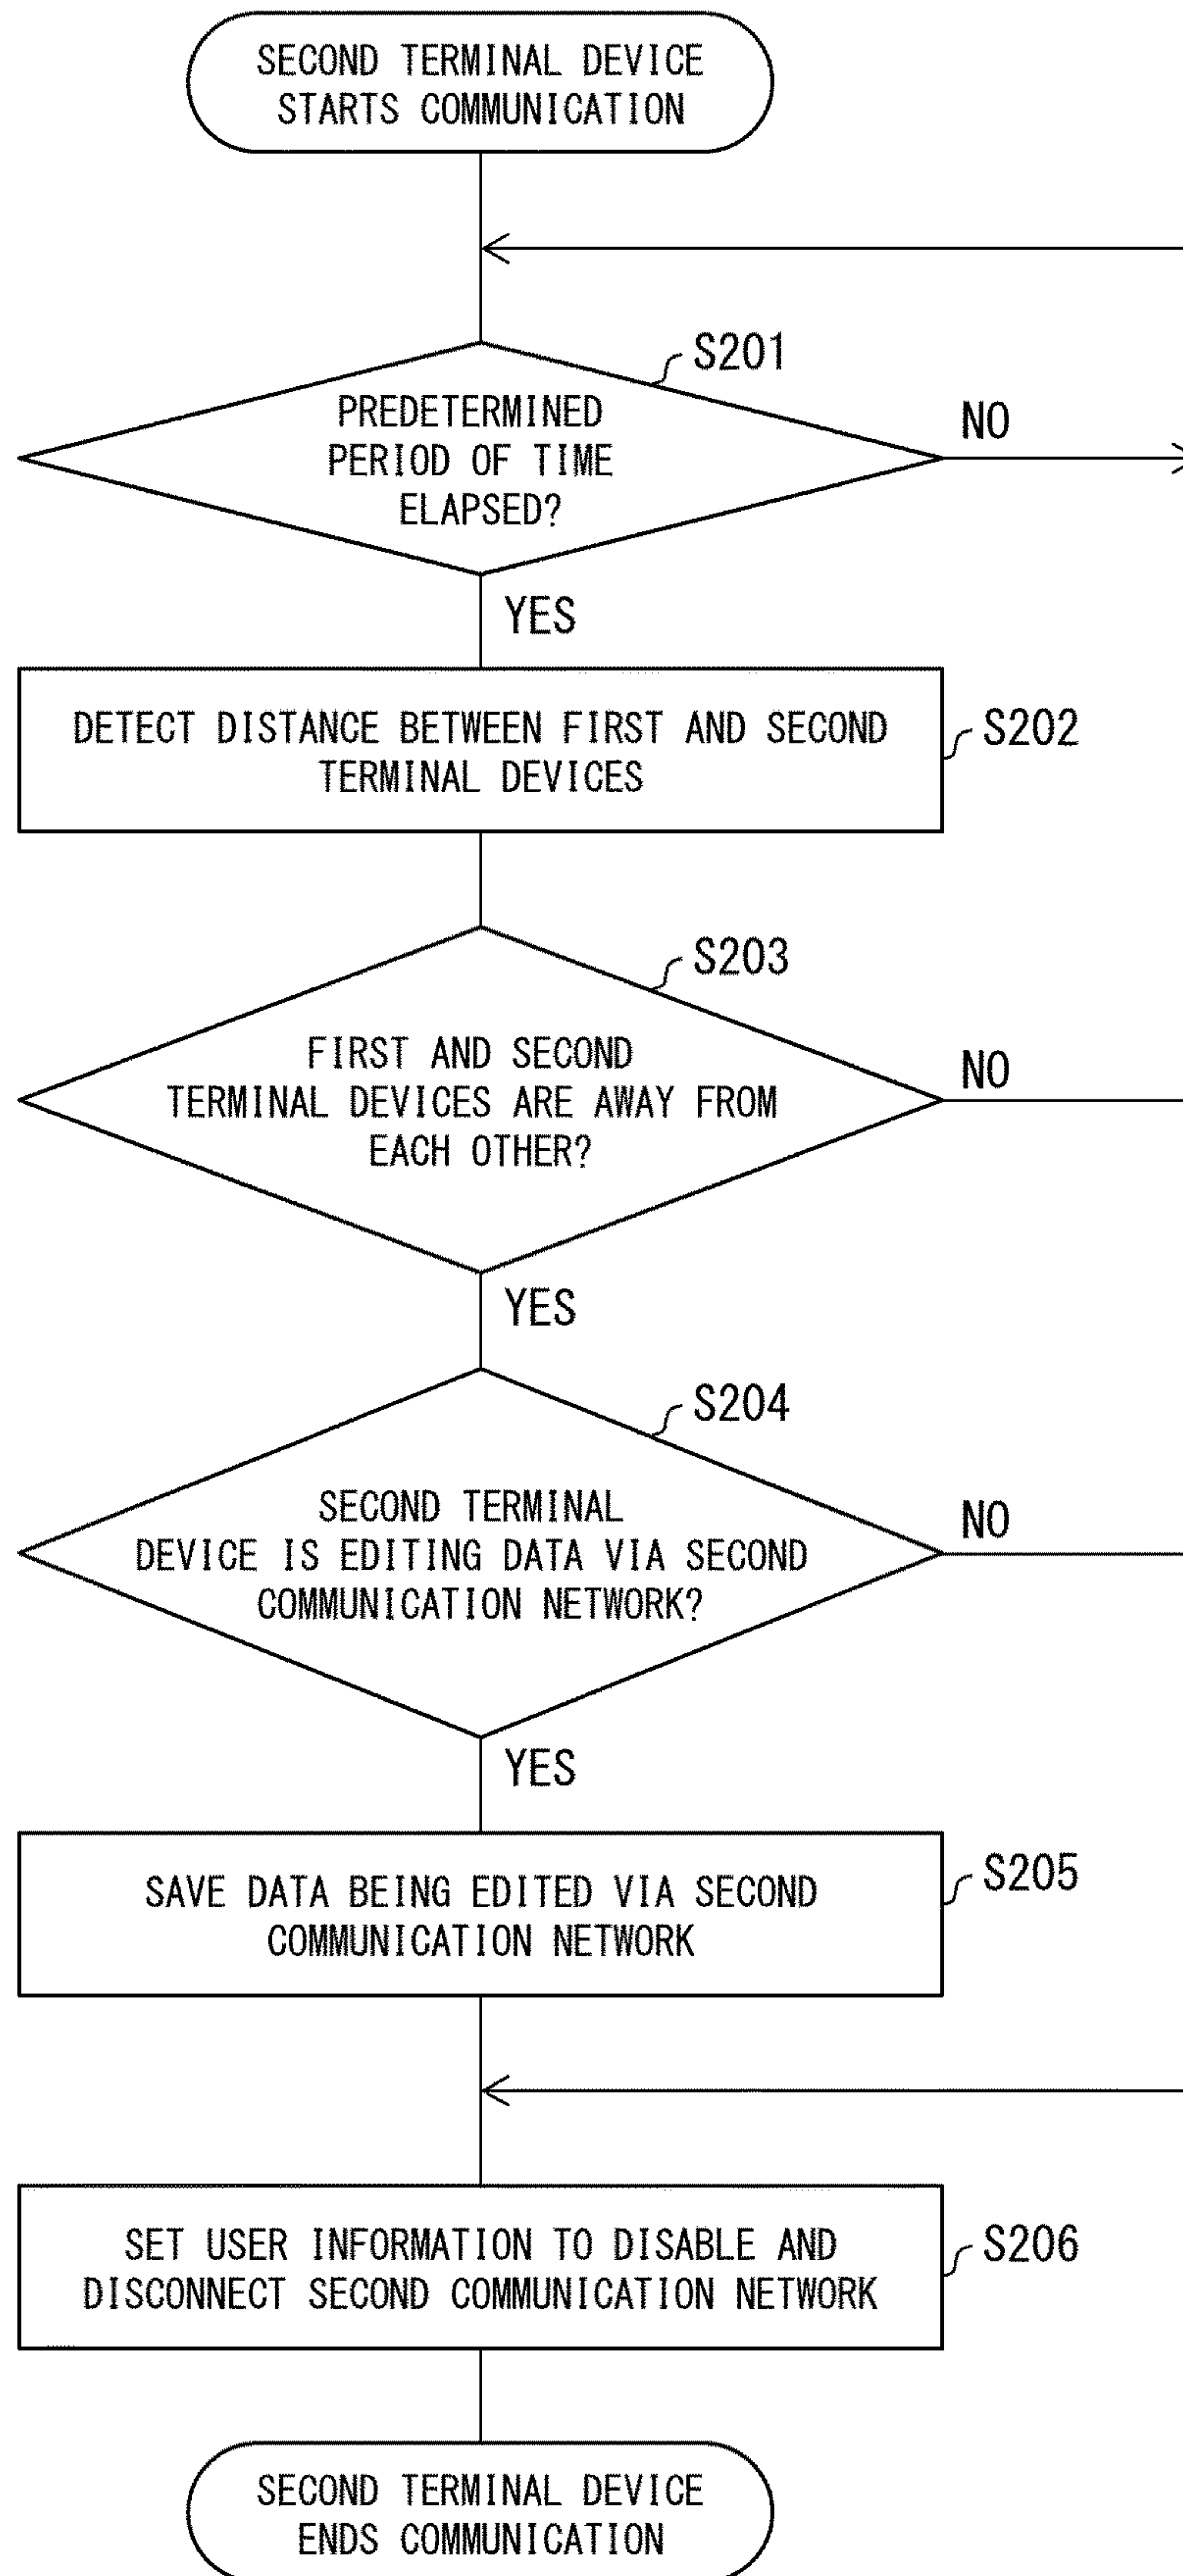 SECOND TERMINAL DEVICE
STARTS COMMUNICATION
S201
PREDETERMINED
PERIOD OF TIME
ELAPSED?
NO
YES
DETECT DISTANCE BETWEEN FIRST AND SECOND
TERMINAL DEVICES
S202
S203
FIRST AND SECOND
TERMINAL DEVICES ARE AWAY FROM
EACH OTHER?
NO
YES
S204
SECOND TERMINAL
DEVICE IS EDITING DATA VIA SECOND
COMMUNICATION NETWORK?
NO
YES
SAVE DATA BEING EDITED VIA SECOND
COMMUNICATION NETWORK
S205
SET USER INFORMATION TO DISABLE AND
DISCONNECT SECOND COMMUNICATION NETWORK
S206
SECOND TERMINAL DEVICE
ENDS COMMUNICATION